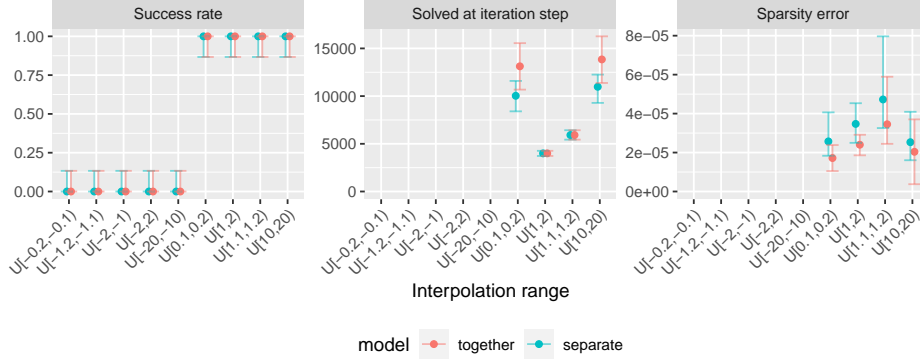 Success rate
Solved at iteration step
Sparsity error
1.00
0.75
0.50
0.25
0.00
U[−0.2,−0.1)
U[−1.2,−1.1)
U[−2,−1)
U[−2,2)
U[−20,−10)
U[0.1,0.2)
U[1,2)
U[1.1,1.2)
U[10,20)
15000
10000
5000
0
U[−0.2,−0.1)
U[−1.2,−1.1)
U[−2,−1)
U[−2,2)
U[−20,−10)
U[0.1,0.2)
U[1,2)
U[1.1,1.2)
U[10,20)
8e−05
6e−05
4e−05
2e−05
0e+00
U[−0.2,−0.1)
U[−1.2,−1.1)
U[−2,−1)
U[−2,2)
U[−20,−10)
U[0.1,0.2)
U[1,2)
U[1.1,1.2)
U[10,20)
Interpolation range
model together separate